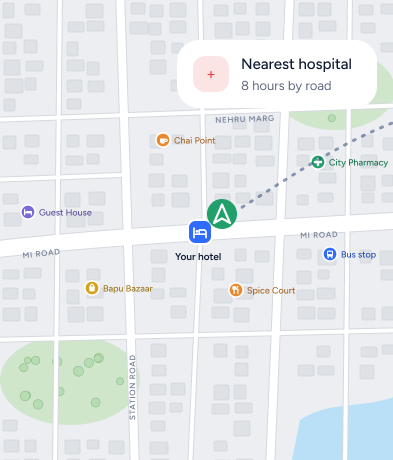 Nearest hospital
8 hours by road
NEHRU MARG
Chai Point
City Pharmacy
Guest House
MI ROAD
MI ROAD
Your hotel
Bus stop
Bapu Bazaar
Spice Court
STATION ROAD